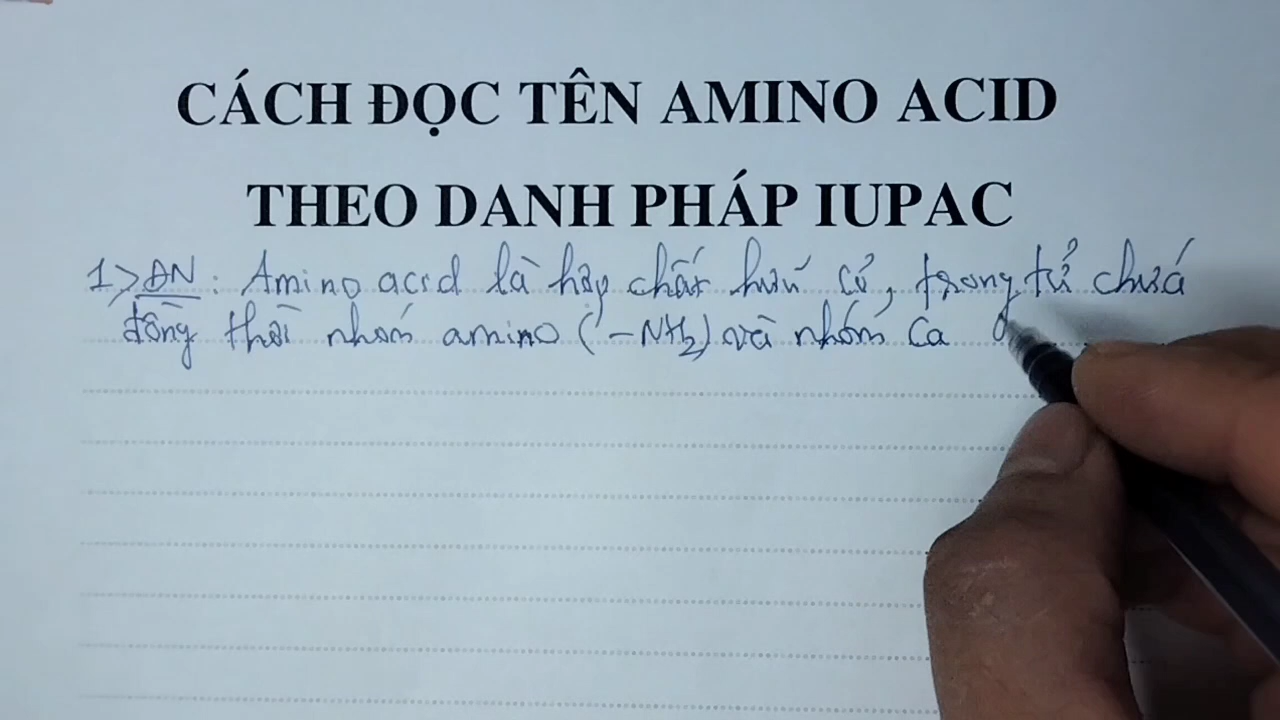 CÁCH ĐỌC TÊN AMINO ACID
THEO DANH PHÁP IUPAC
1> ĐN : Amino acid là hợp chất hữu cơ, trong tử chứa
đồng thời nhóm amino (-NH2) và nhóm Ca